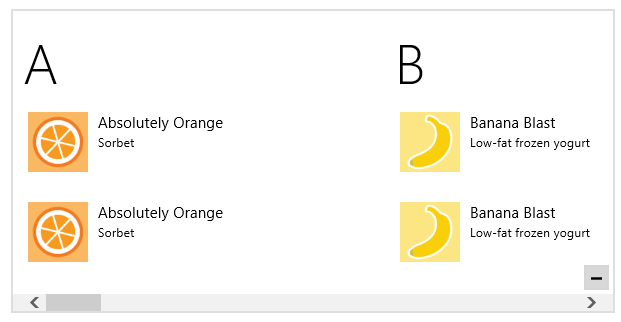 A
Absolutely Orange
Sorbet
Absolutely Orange
Sorbet
B
Banana Blast
Low-fat frozen yogurt
Banana Blast
Low-fat frozen yogurt